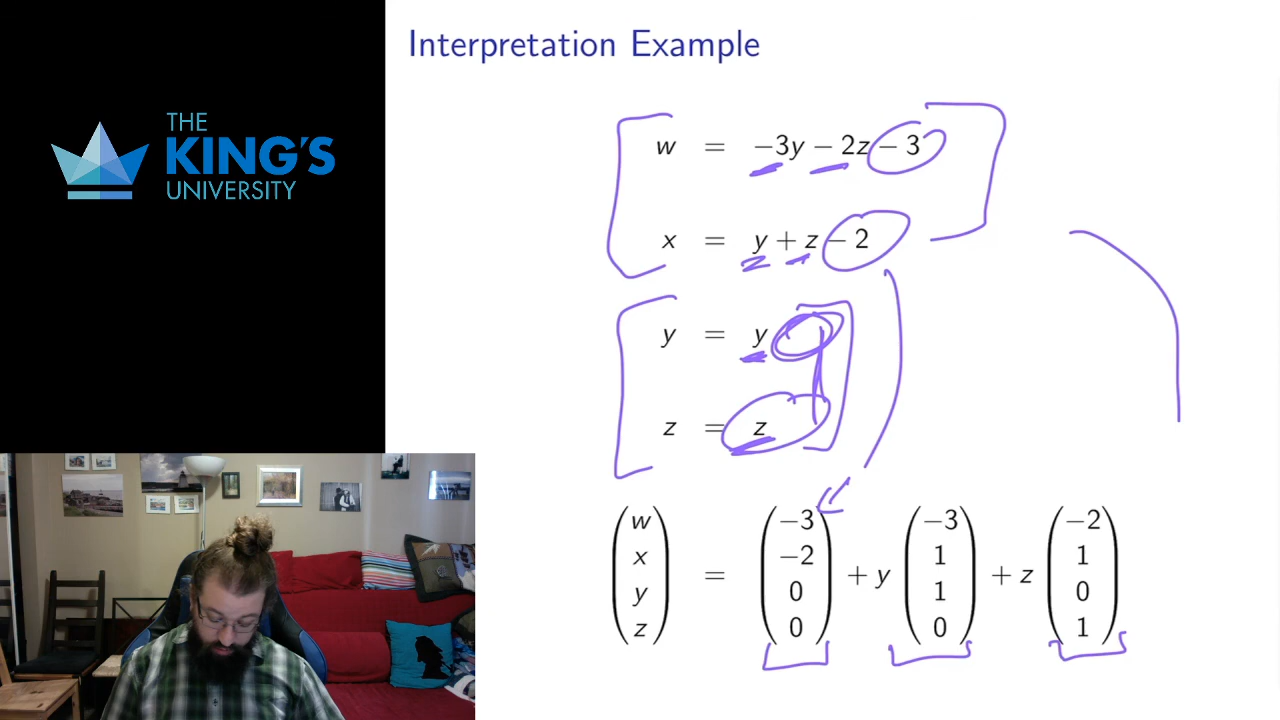 THE
KING'S
UNIVERSITY
Interpretation Example
w = −3y − 2z − 3
x = y + z − 2
y = y
z = z
(w x y z) = (−3 −2 0 0) + y (−3 1 1 0) + z (−2 1 0 1)